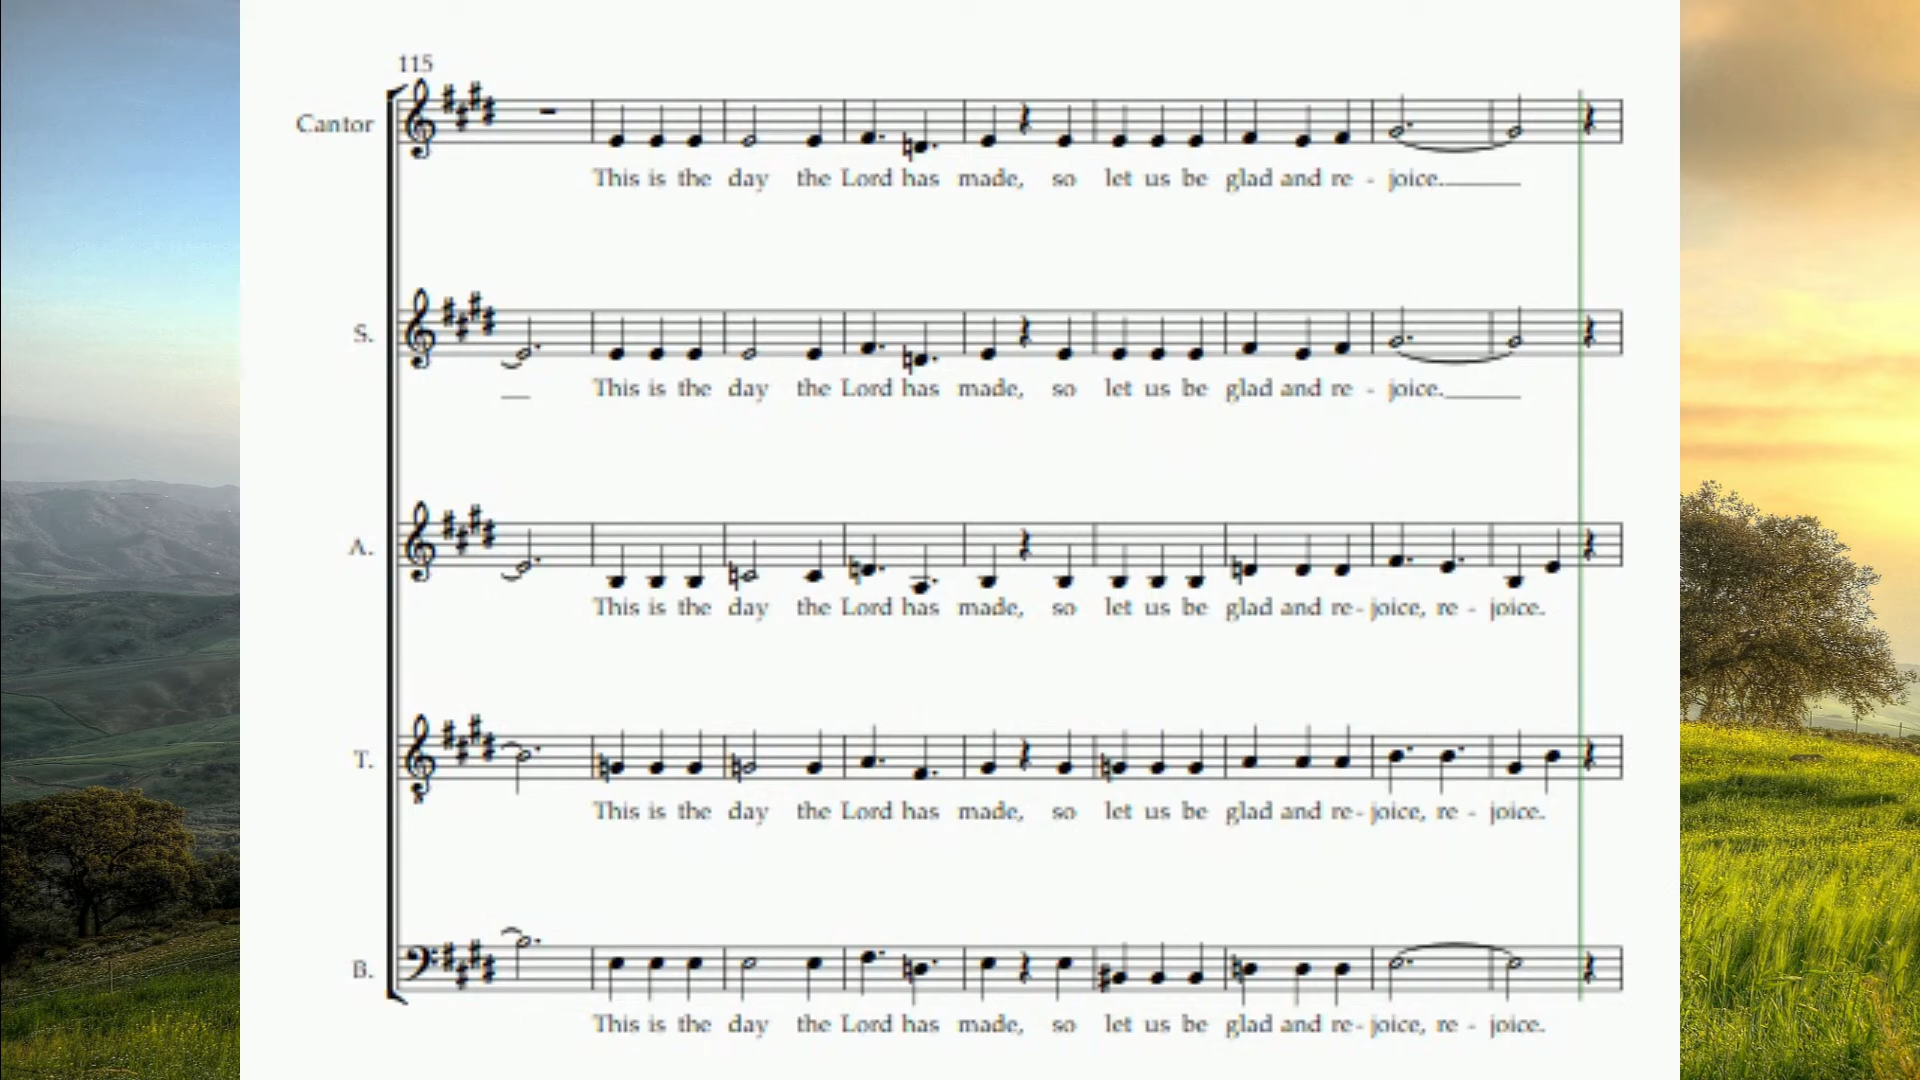 115
Cantor
This is the day the Lord has made, so let us be glad and re - joice.
S.
This is the day the Lord has made, so let us be glad and re - joice.
A.
This is the day the Lord has made, so let us be glad and re - joice, re - joice.
T.
This is the day the Lord has made, so let us be glad and re - joice, re - joice.
B.
This is the day the Lord has made, so let us be glad and re - joice, re - joice.